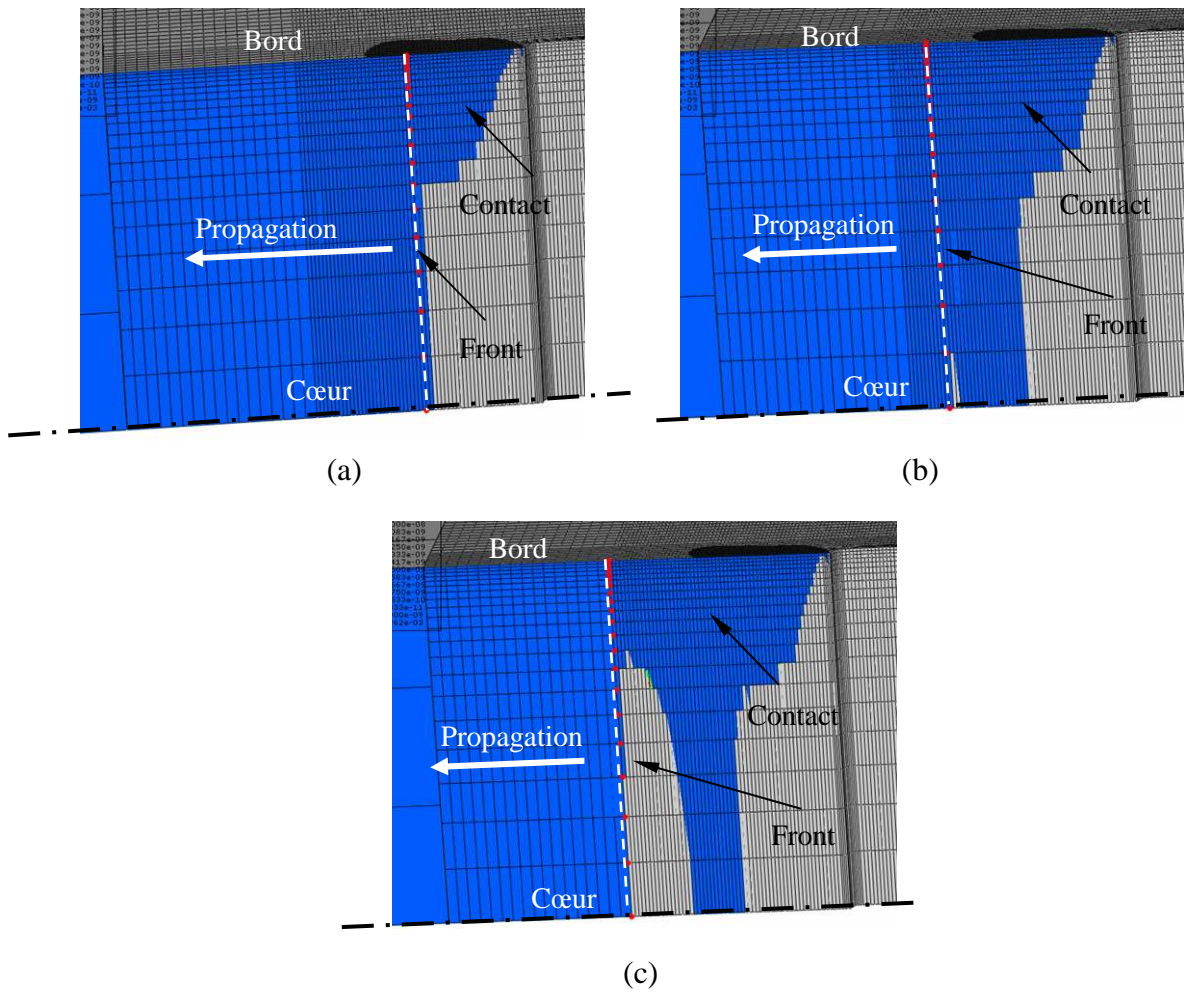 Bord
Contact
Propagation
Front
Cœur
(a)
Bord
Contact
Propagation
Front
Cœur
(b)
Bord
Contact
Propagation
Front
Cœur
(c)